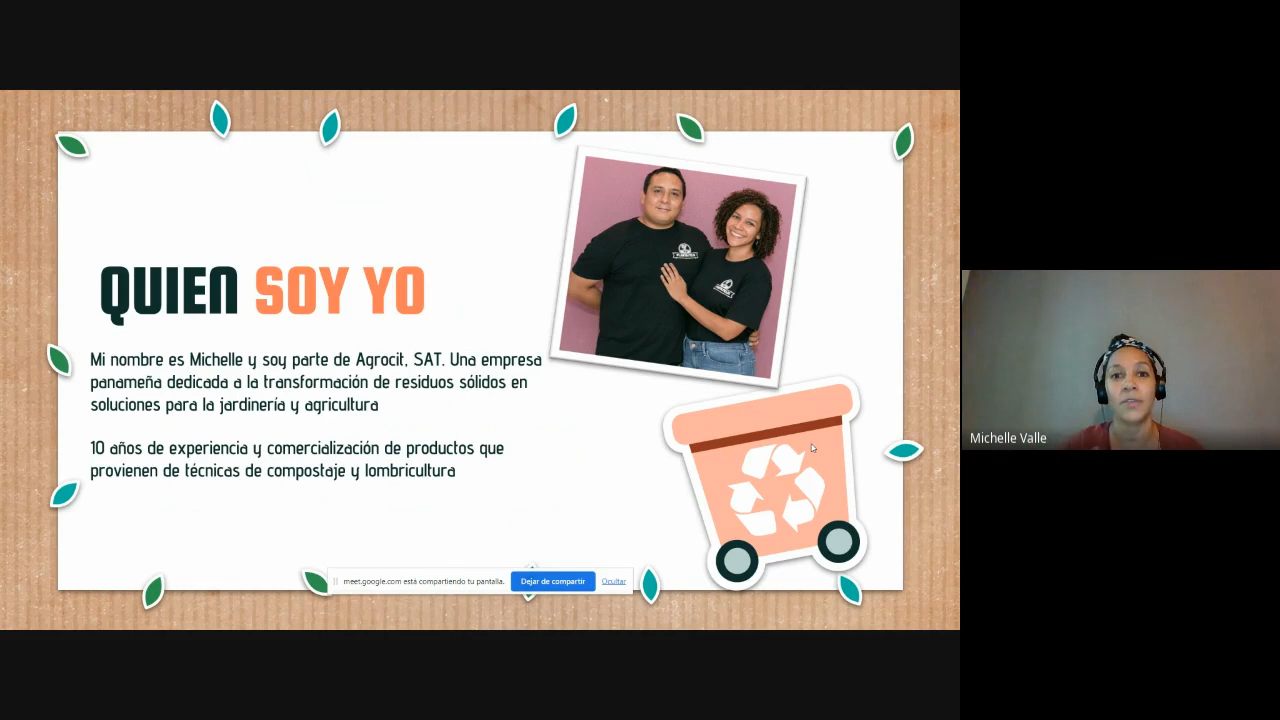 QUIEN SOY YO
Mi nombre es Michelle y soy parte de Agrocit, SAT. Una empresa
panameña dedicada a la transformación de residuos sólidos en
soluciones para la jardinería y agricultura
10 años de experiencia y comercialización de productos que
provienen de técnicas de compostaje y lombricultura
meet.google.com está compartiendo tu pantalla.
Dejar de compartir
Ocultar
Michelle Valle